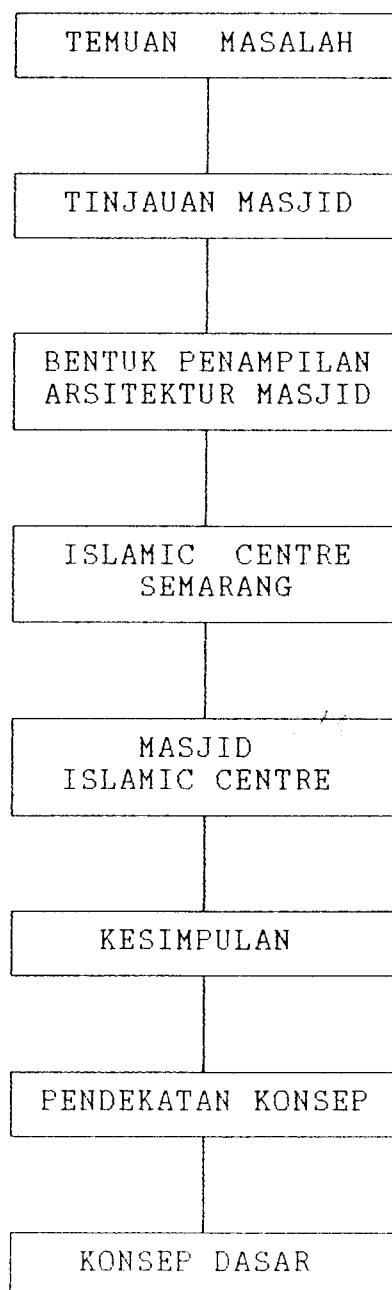 TEMUAN MASALAH
TINJAUAN MASJID
BENTUK PENAMPILAN
ARSITEKTUR MASJID
ISLAMIC CENTRE
SEMARANG
MASJID
ISLAMIC CENTRE
KESIMPULAN
PENDEKATAN KONSEP
KONSEP DASAR